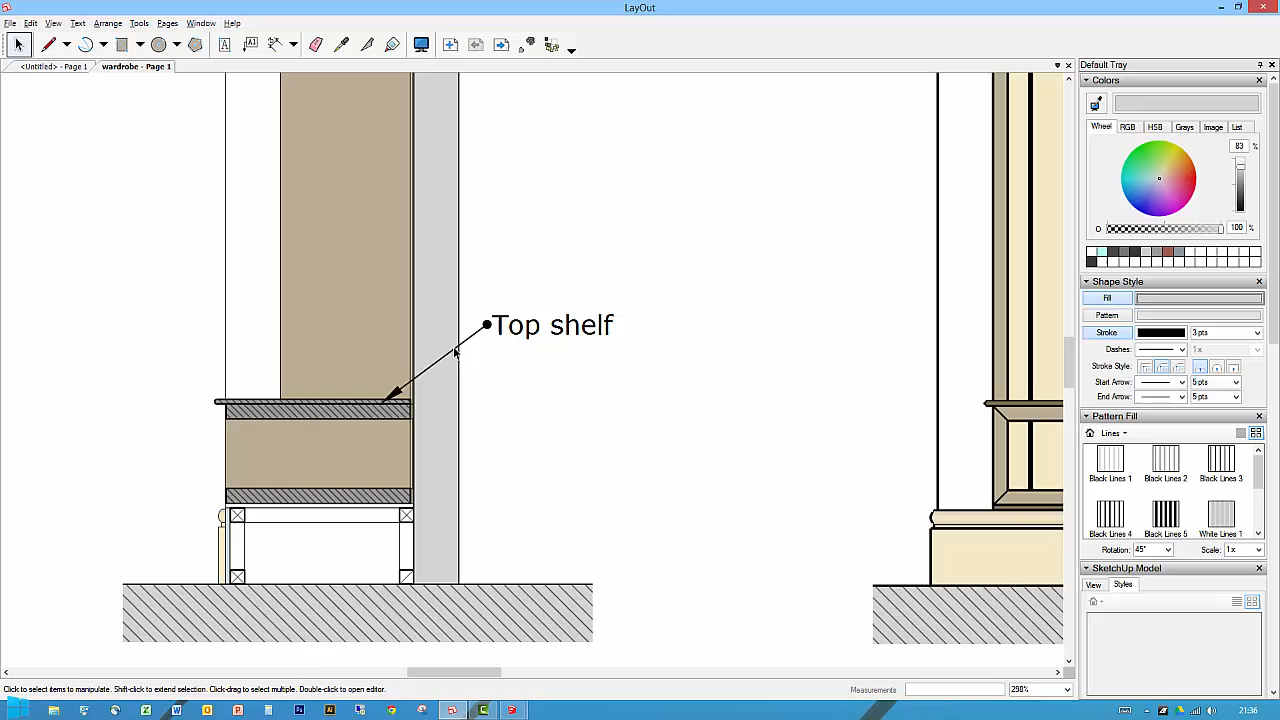 LayOut
File Edit View Text Arrange Tools Pages Window Help
<Untitled> - Page 1 wardrobe - Page 1
Top shelf
Default Tray
Colors
Wheel RGB HSB Grays Image List
83 %
O 100 %
Shape Style
Fill
Pattern
Stroke 3 pts
Dashes: 1 x
Stroke Style:
Start Arrow: 5 pts
End Arrow: 5 pts
Pattern Fill
Lines
Black Lines 1 Black Lines 2 Black Lines 3
Black Lines 4 Black Lines 5 White Lines 1
Rotation: 45° Scale: 1 x
SketchUp Model
View Styles
Click to select items to manipulate. Shift-click to extend selection. Click-drag to select multiple. Double-click to open editor.
Measurements 298%
21:36